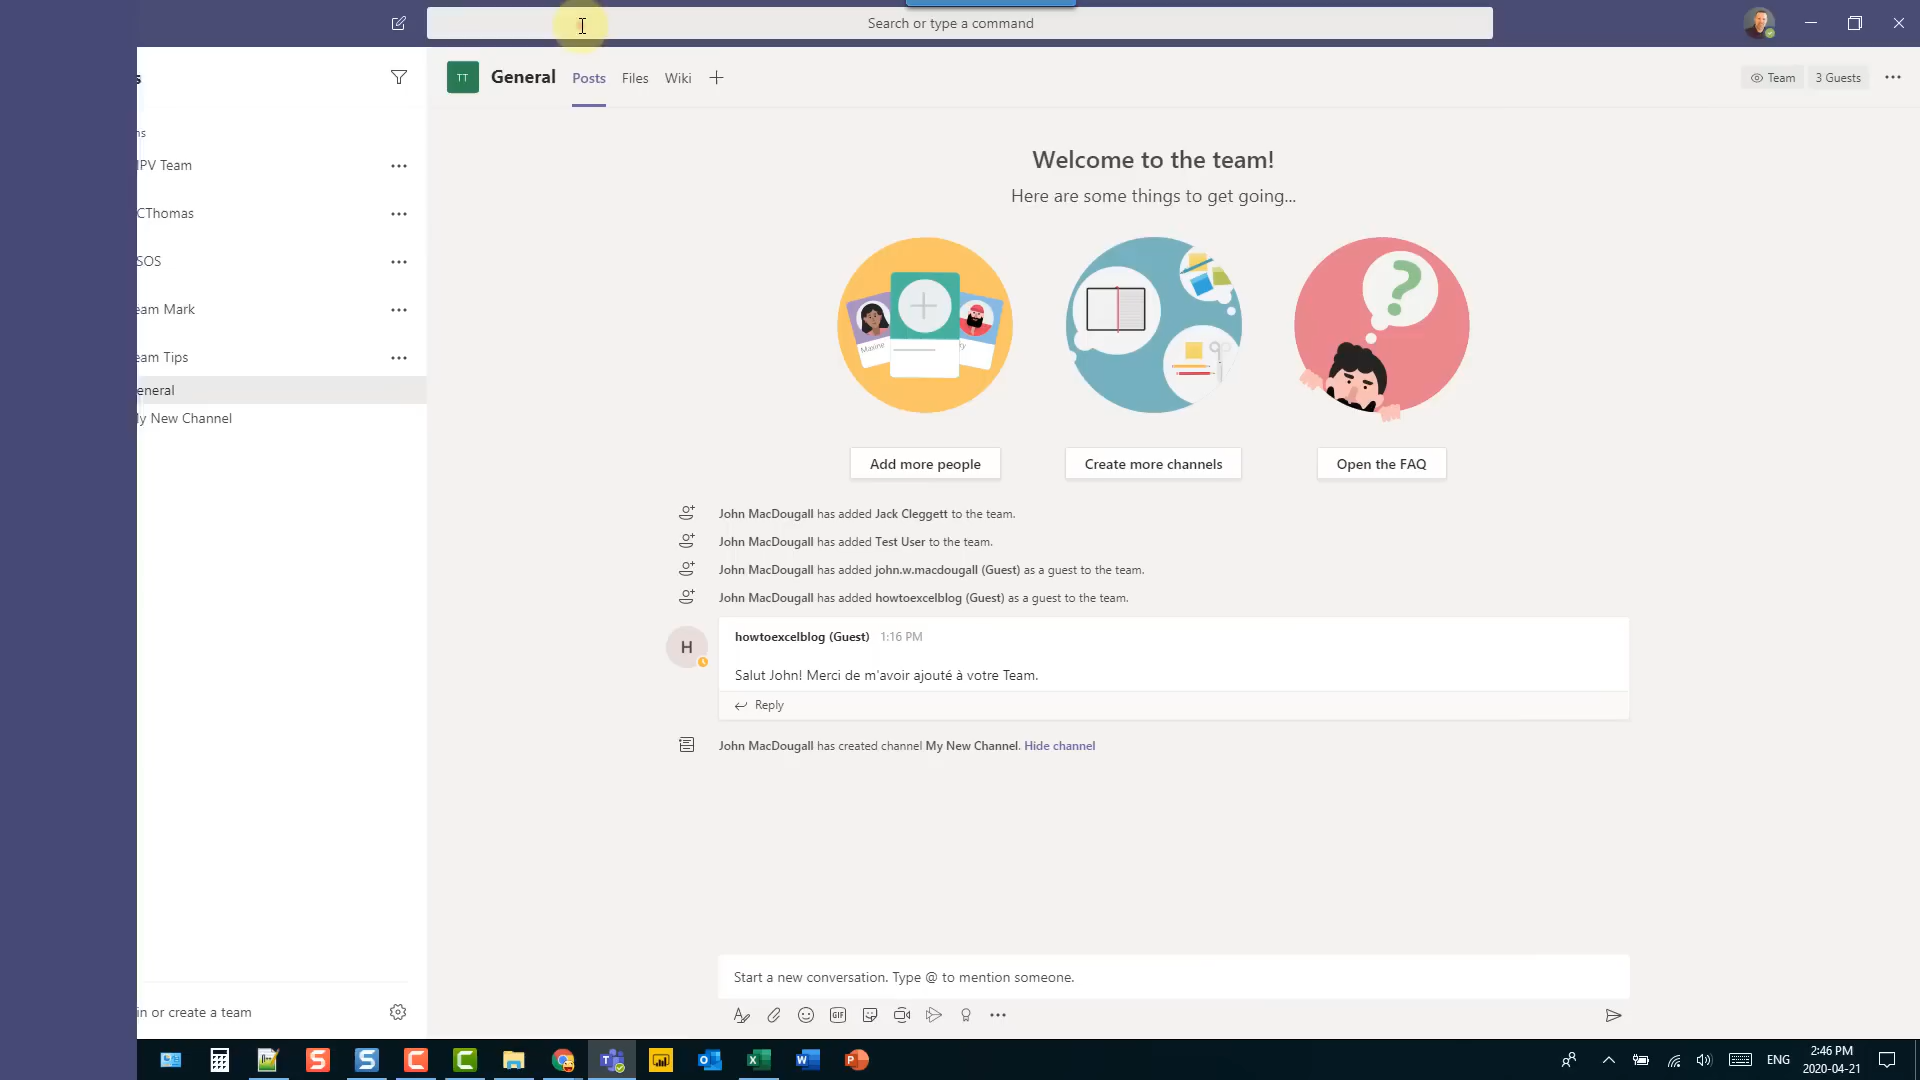 Search or type a command
TT General Posts Files Wiki
Team 3 Guests
Team
CThomas
SOS
Mark
Tips
New Channel
or create a team
Welcome to the team!
Here are some things to get going...
Maxine
?
Add more people
Create more channels
Open the FAQ
John MacDougall has added Jack Cleggett to the team.
John MacDougall has added Test User to the team.
John MacDougall has added john.w.macdougall (Guest) as a guest to the team.
John MacDougall has added howtoexcelblog (Guest) as a guest to the team.
H
howtoexcelblog (Guest) 1:16 PM
Salut John! Merci de m'avoir ajouté à votre Team.
Reply
John MacDougall has created channel My New Channel. Hide channel
Start a new conversation. Type @ to mention someone.
GIF
ENG
2:46 PM
2020-04-21